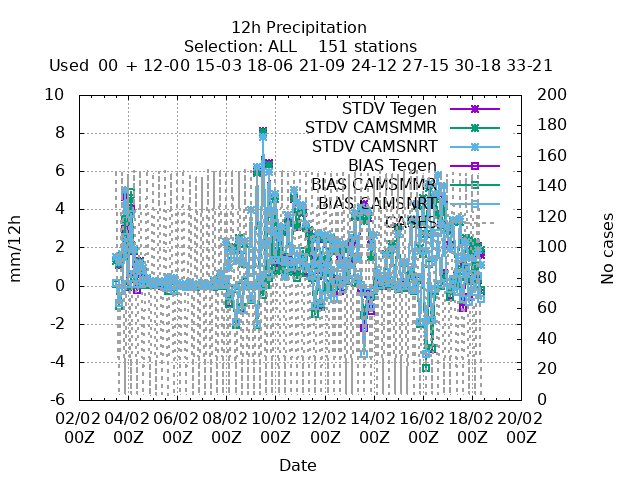 12h Precipitation
Selection: ALL    151 stations
Used  00 + 12-00 15-03 18-06 21-09 24-12 27-15 30-18 33-21
10 200
8 180
6 160
4 140
2 120
0 100
-2 80
-4 60
-6 40
20
0
STDV Tegen
STDV CAMSMMR
STDV CAMSNRT
BIAS Tegen
BIAS CAMSMMR
BIAS CAMSNRT
CASES
mm/12h
No cases
02/02 04/02 06/02 08/02 10/02 12/02 14/02 16/02 18/02 20/02
00Z 00Z 00Z 00Z 00Z 00Z 00Z 00Z 00Z 00Z
Date